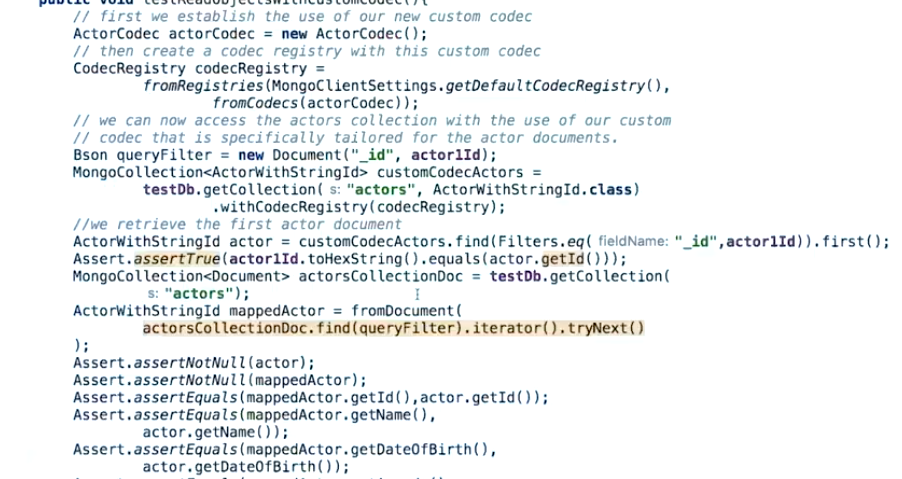 public void testReadObjectsWithCustomCodec(){
// first we establish the use of our new custom codec
ActorCodec actorCodec = new ActorCodec();
// then create a codec registry with this custom codec
CodecRegistry codecRegistry =
fromRegistries(MongoClientSettings.getDefaultCodecRegistry(),
fromCodecs(actorCodec));
// we can now access the actors collection with the use of our custom
// codec that is specifically tailored for the actor documents.
Bson queryFilter = new Document("_id", actor1Id);
MongoCollection<ActorWithStringId> customCodecActors =
testDb.getCollection( s: "actors", ActorWithStringId.class)
.withCodecRegistry(codecRegistry);
//we retrieve the first actor document
ActorWithStringId actor = customCodecActors.find(Filters.eq( fieldName: "_id",actor1Id)).first();
Assert.assertTrue(actor1Id.toHexString().equals(actor.getId()));
MongoCollection<Document> actorsCollectionDoc = testDb.getCollection(
s: "actors");
ActorWithStringId mappedActor = fromDocument(
actorsCollectionDoc.find(queryFilter).iterator().tryNext()
);
Assert.assertNotNull(actor);
Assert.assertNotNull(mappedActor);
Assert.assertEquals(mappedActor.getId(),actor.getId());
Assert.assertEquals(mappedActor.getName(),
actor.getName());
Assert.assertEquals(mappedActor.getDateOfBirth(),
actor.getDateOfBirth());